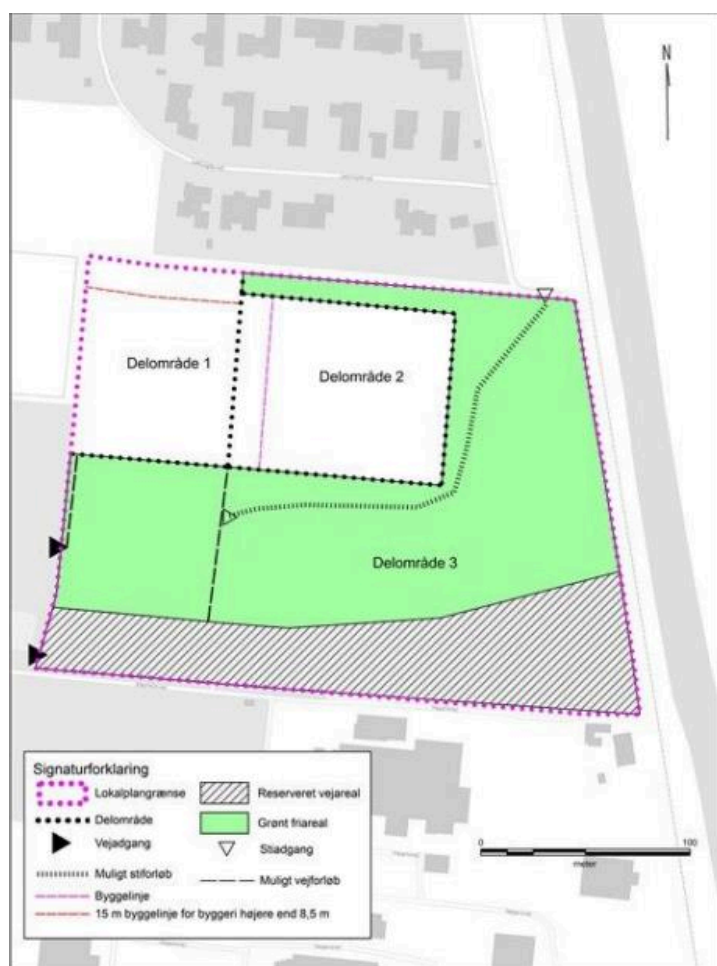 N
Delområde 1
Delområde 2
Delområde 3
Signaturforklaring
Lokalplangrænse
Reserveret vejareal
Delområde
Grønt friareal
Vejadgang
Stiadgang
Muligt stiforløb
Muligt vejforløb
Byggelinje
15 m byggelinje for byggeri højere end 8,5 m
0
100
meter